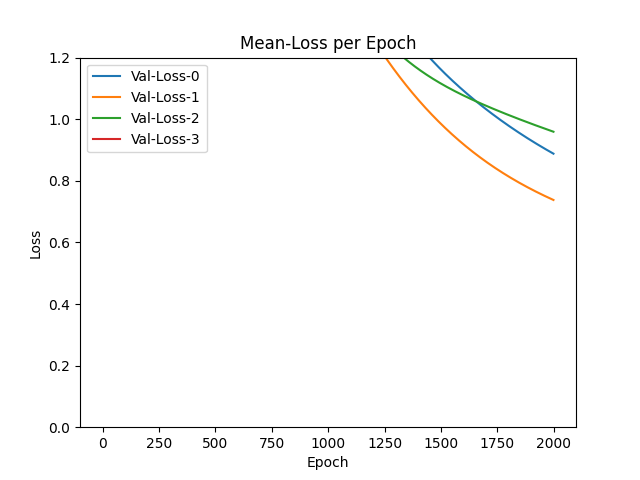 Mean-Loss per Epoch
1.2
1.0
0.8
0.6
0.4
0.2
0.0
Loss
Val-Loss-0
Val-Loss-1
Val-Loss-2
Val-Loss-3
0 250 500 750 1000 1250 1500 1750 2000
Epoch